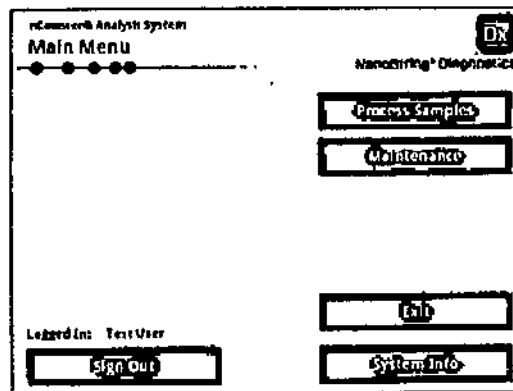 nCounter® Analysis System
Main Menu
Dx
NanoString® Diagnostics
Process Samples
Maintenance
Exit
Logged In: Test User
Sign Out
System Info